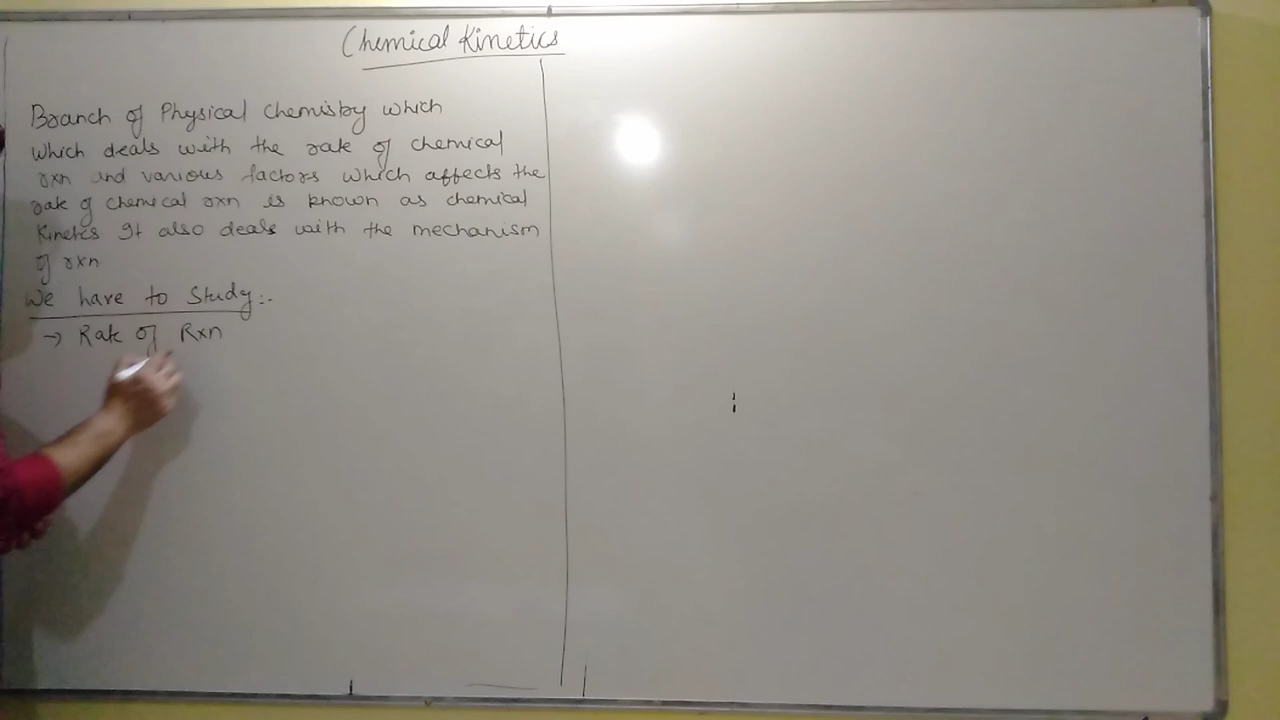 Chemical Kinetics
Branch of Physical Chemistry which
which deals with the rate of chemical
rxn and various factors which affects the
rate of chemical rxn is known as chemical
Kinetics It also deals with the mechanism
of rxn
We have to Study:-
→ Rate of Rxn